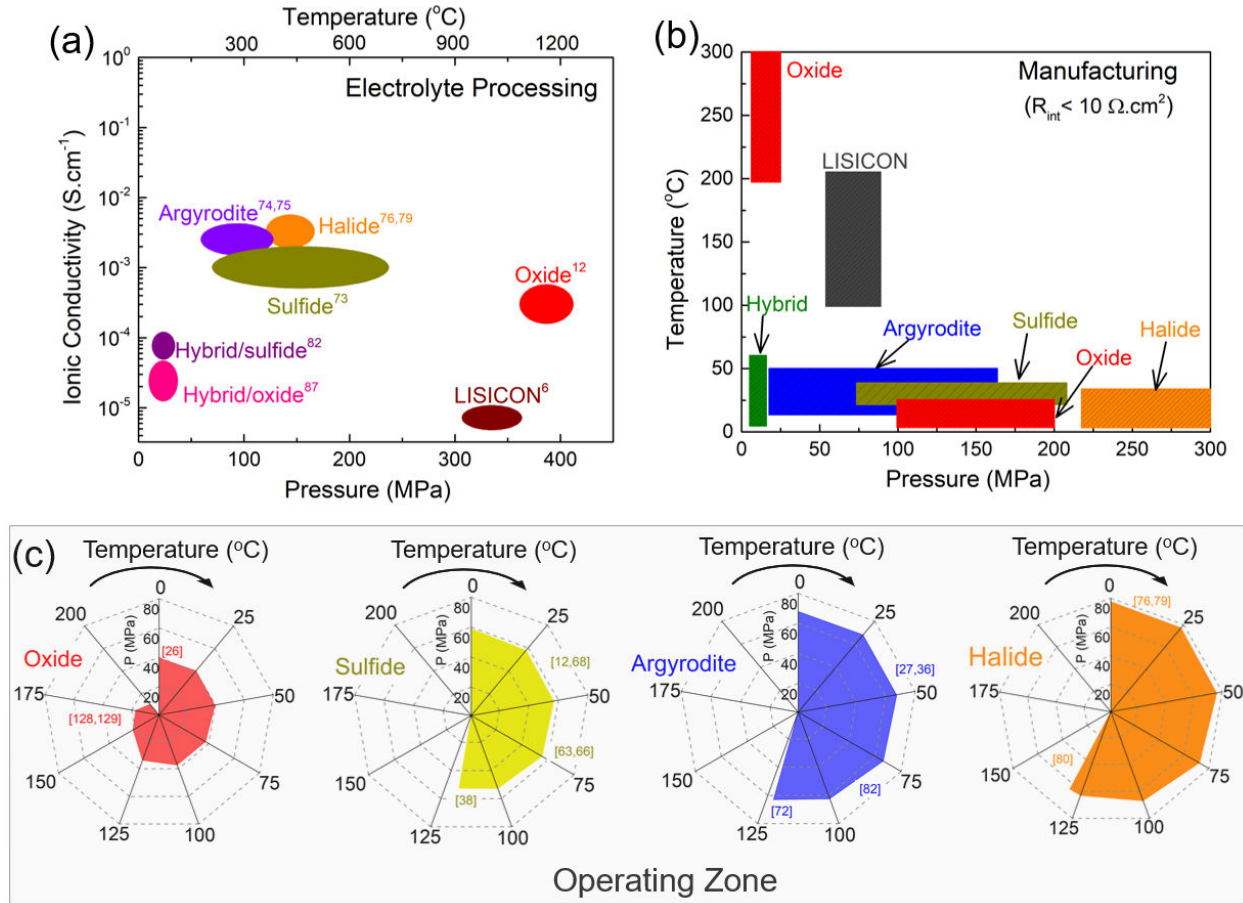 (a)
Temperature (°C)
300 600 900 1200
Electrolyte Processing
Ionic Conductivity (S.cm⁻¹)
10⁰
10⁻¹
10⁻²
10⁻³
10⁻⁴
10⁻⁵
Argyrodite⁷⁴,⁷⁵
Halide⁷⁶,⁷⁹
Sulfide⁷³
Oxide¹²
Hybrid/sulfide⁸²
Hybrid/oxide⁸⁷
LISICON⁶
0 100 200 300 400
Pressure (MPa)
(b)
Manufacturing
(Rint< 10 Ω.cm²)
Temperature (°C)
300
250
200
150
100
50
0
Oxide
LISICON
Hybrid
Argyrodite
Sulfide
Oxide
Halide
0 50 100 150 200 250 300
Pressure (MPa)
(c)
Temperature (°C)
0
25
50
75
100
125
150
175
200
P (MPa)
80
60
40
20
Oxide
[26]
[128,129]
Temperature (°C)
0
25
50
75
100
125
150
175
200
P (MPa)
80
60
40
20
Sulfide
[12,68]
[63,66]
[38]
Temperature (°C)
0
25
50
75
100
125
150
175
200
P (MPa)
80
60
40
20
Argyrodite
[27,36]
[82]
[72]
Temperature (°C)
0
25
50
75
100
125
150
175
200
P (MPa)
80
60
40
20
Halide
[76,79]
[80]
Operating Zone